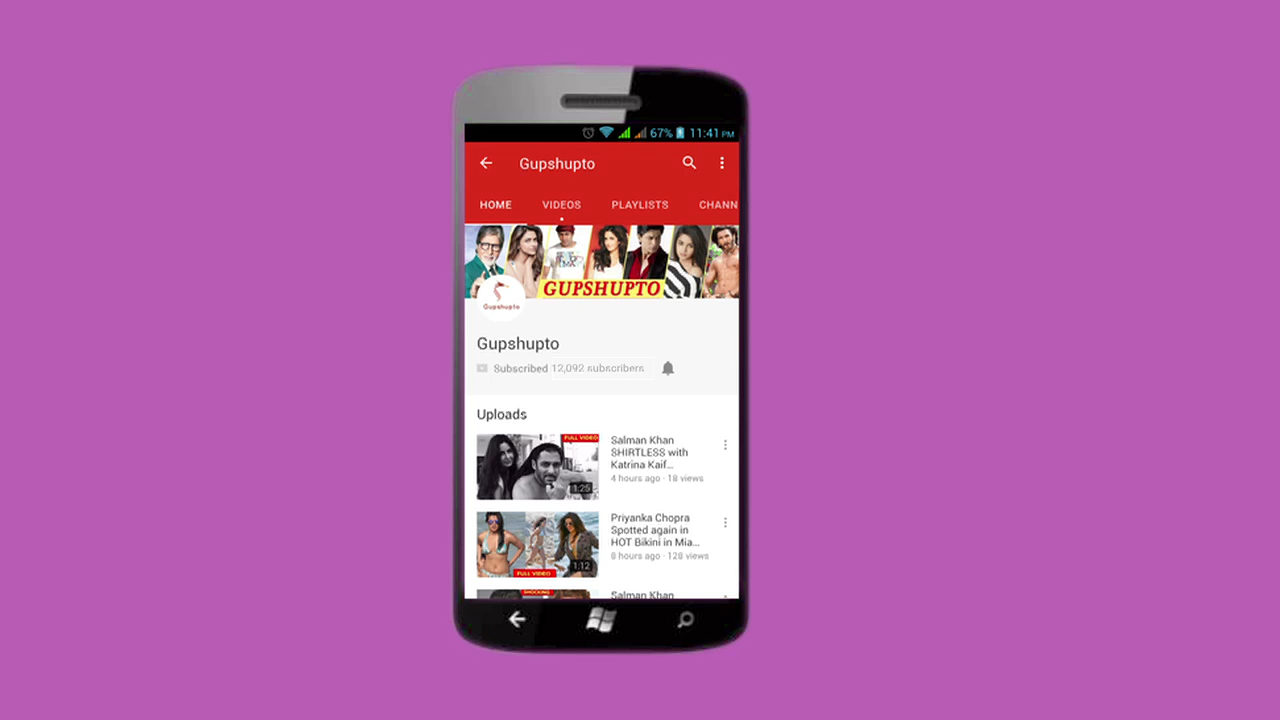 67% 11:41 PM
Gupshupto
HOME VIDEOS PLAYLISTS CHANN
GUPSHUPTO
Gupshupto
Gupshupto
Subscribed 12,092 subscribers
Uploads
FULL VIDEO
Salman Khan
SHIRTLESS with
Katrina Kaif...
4 hours ago · 18 views
1:25
Priyanka Chopra
Spotted again in
HOT Bikini in Mia...
8 hours ago · 128 views
1:12
FULL VIDEO
SHOCKING
Salman Khan